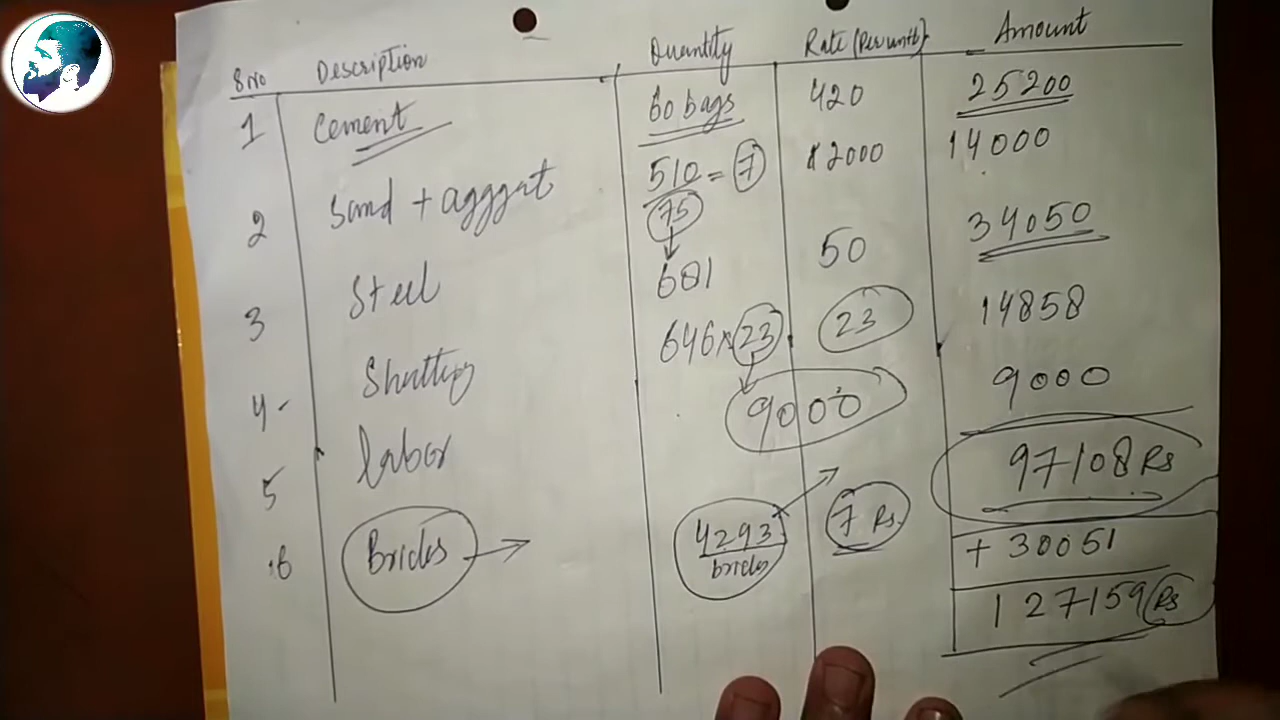 S no Description Quantity Rate (Per unit) Amount
1 Cement 60 bags 420 25200
2 Sand + agggat 510 = 7 2000 14000
75
3 Steel 681 50 34050
4 - Shutting 646 x 23 23 14858
5 labor 9000 9000
97108 Rs
6 Bricks 4293 bricks 7 Rs. + 30051
127159 Rs